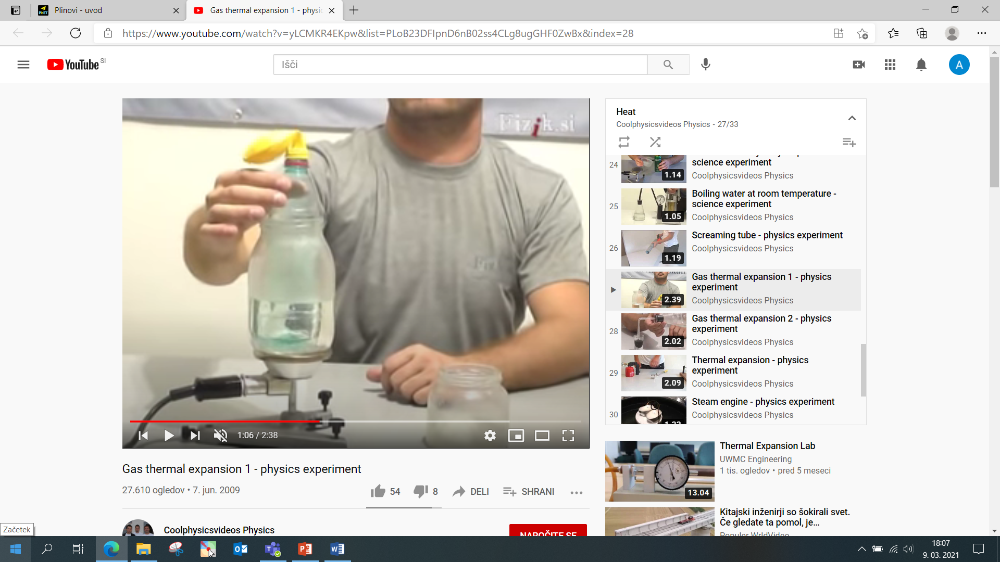 Plinovi - uvod
Gas thermal expansion 1 - physic
https://www.youtube.com/watch?v=yLCMKR4EKpw&list=PLoB23DFIpnD6nB02ss4CLg8ugGHF0ZwBx&index=28
YouTube SI
Išči
A
Fizik.si
1:06 / 2:38
Gas thermal expansion 1 - physics experiment
27.610 ogledov • 7. jun. 2009
54
8
DELI
SHRANI
Coolphysicsvideos Physics
NAROČITE SE
Heat
Coolphysicsvideos Physics - 27/33
24
science experiment
Coolphysicsvideos Physics
1.14
25
Boiling water at room temperature -
science experiment
Coolphysicsvideos Physics
1.05
26
Screaming tube - physics experiment
Coolphysicsvideos Physics
1.19
Gas thermal expansion 1 - physics
experiment
Coolphysicsvideos Physics
2.39
28
Gas thermal expansion 2 - physics
experiment
Coolphysicsvideos Physics
2.02
29
Thermal expansion - physics
experiment
Coolphysicsvideos Physics
2.09
30
Steam engine - physics experiment
Coolphysicsvideos Physics
Thermal Expansion Lab
UWMC Engineering
1 tis. ogledov • pred 5 meseci
13.04
Kitajski inženirji so šokirali svet.
Če gledate ta pomol, je...
Populer WrldVideo
Začetek
18:07
9. 03. 2021